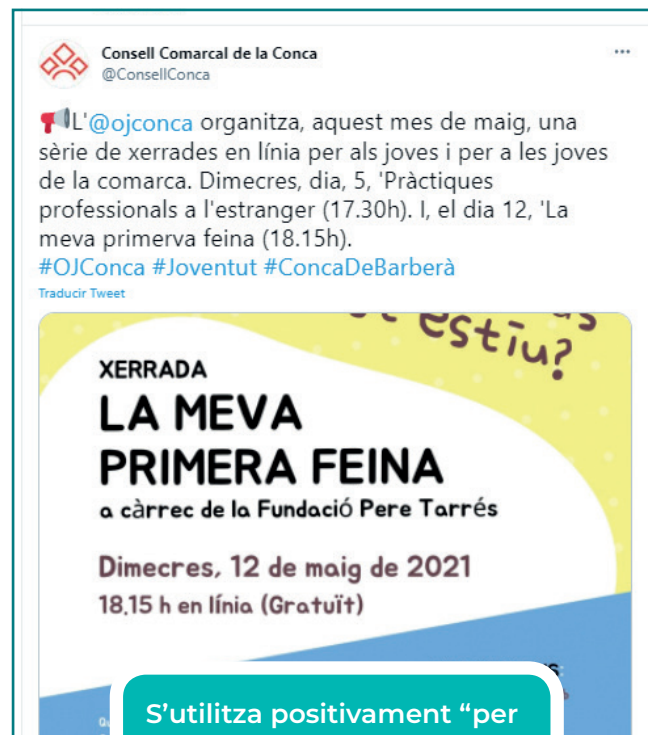 Consell Comarcal de la Conca
@ConsellConca
L'@ojconca organitza, aquest mes de maig, una
sèrie de xerrades en línia per als joves i per a les joves
de la comarca. Dimecres, dia, 5, 'Pràctiques
professionals a l'estranger (17.30h). I, el dia 12, 'La
meva primerva feina (18.15h).
#OJConca #Joventut #ConcaDeBarberà
Traducir Tweet
estiu?
XERRADA
LA MEVA
PRIMERA FEINA
a càrrec de la Fundació Pere Tarrés
Dimecres, 12 de maig de 2021
18,15 h en línia (Gratuït)
S'utilitza positivament “per